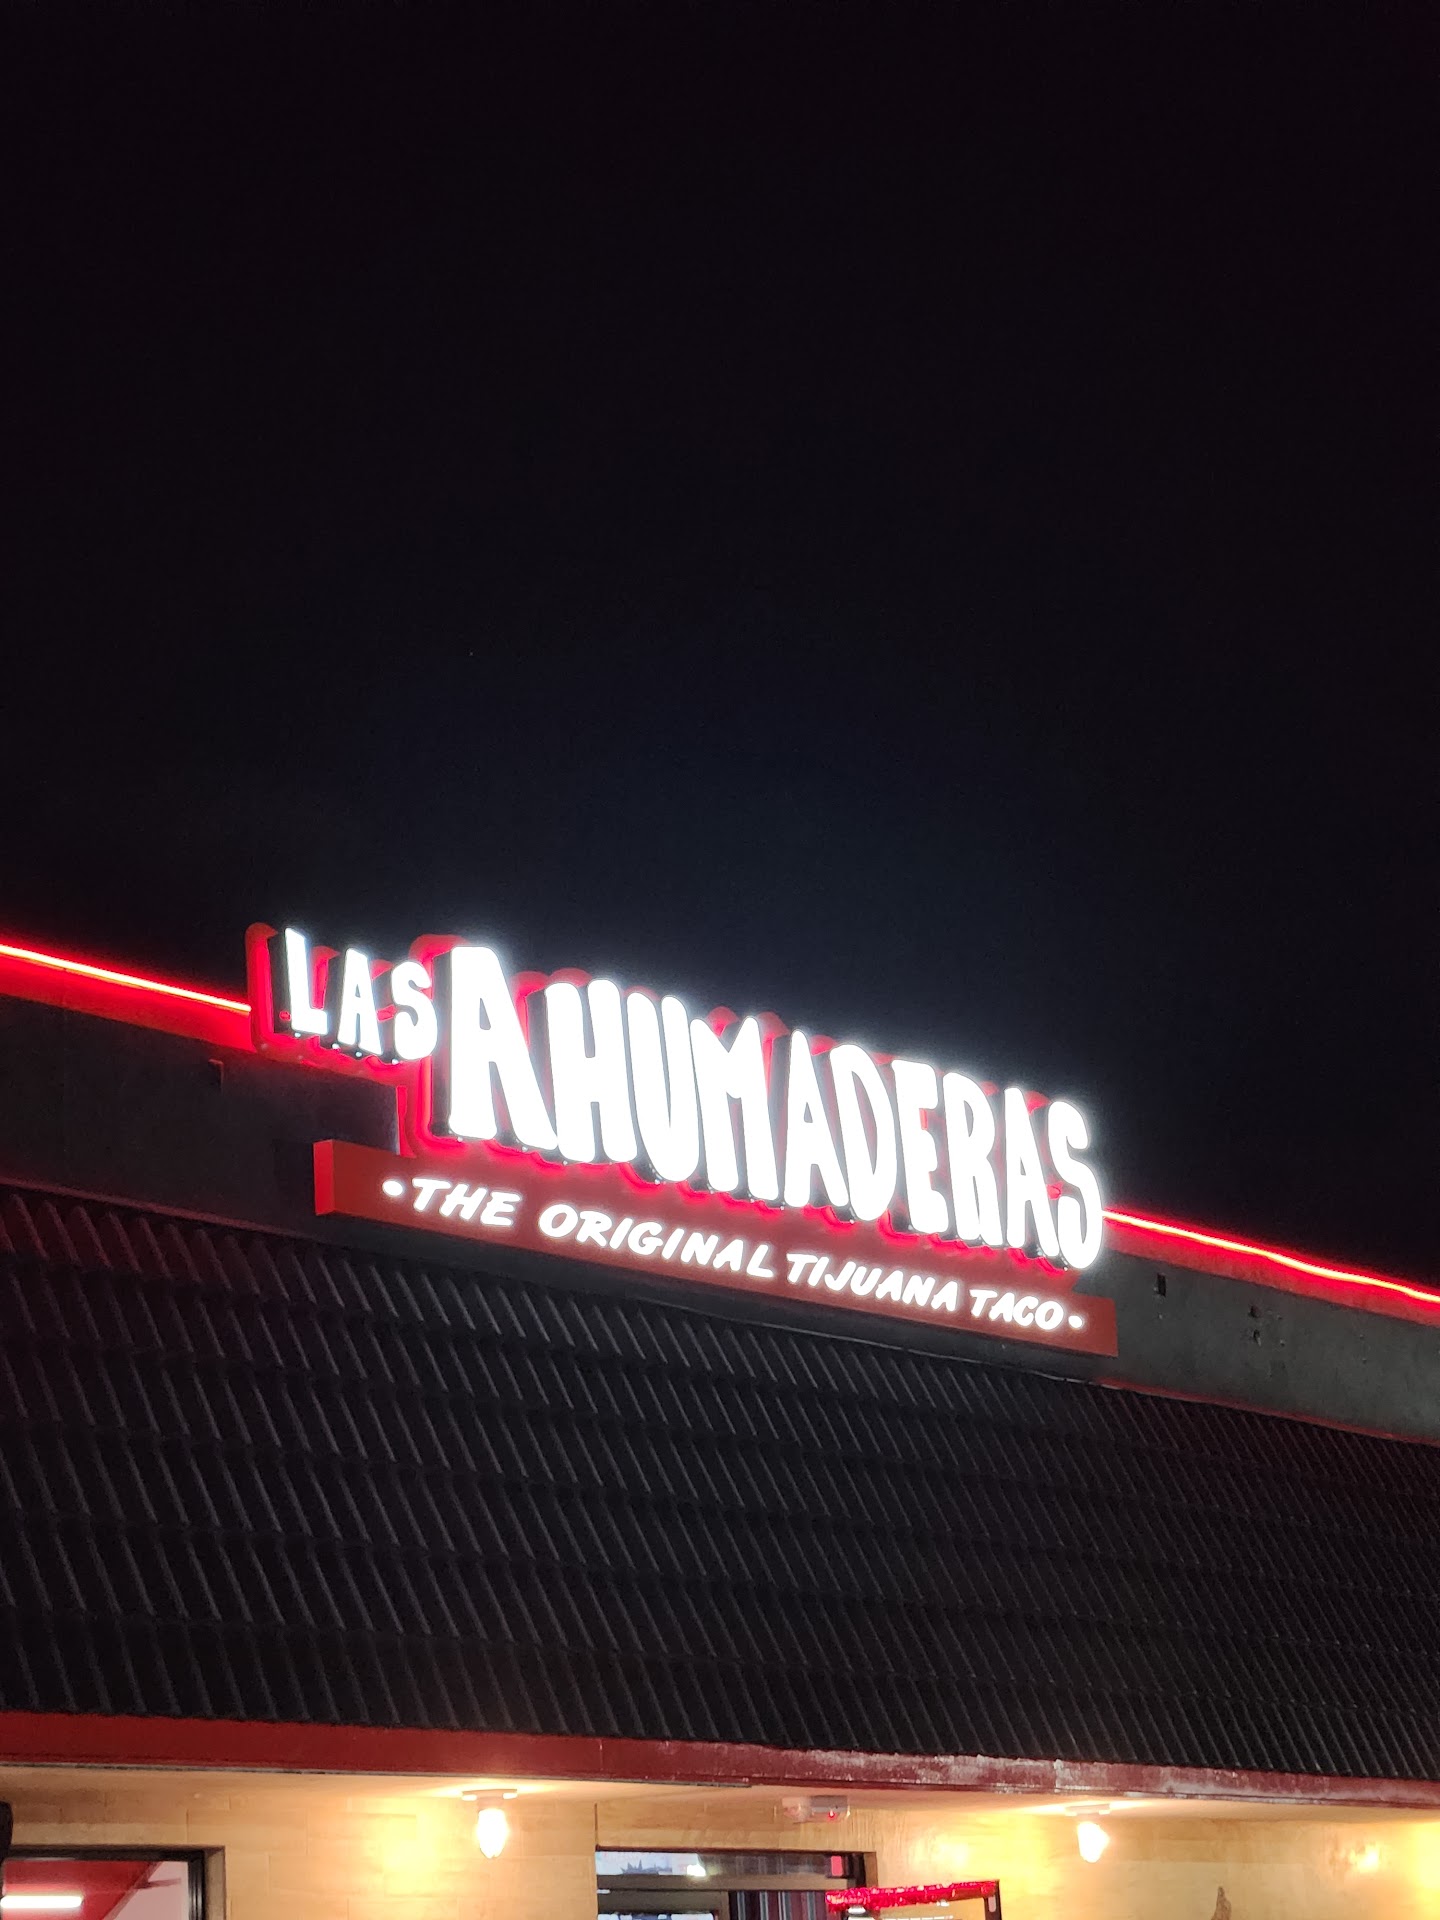 LAS AHUMADERAS
•THE ORIGINAL TIJUANA TACO•